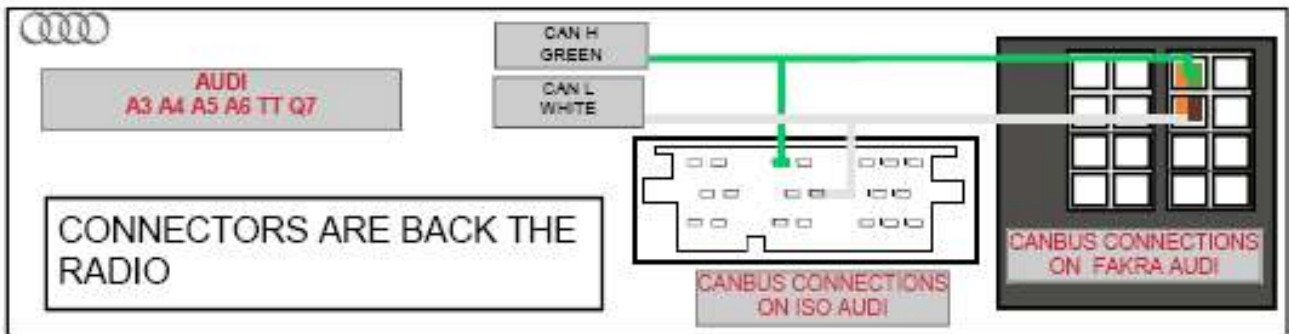 CAN H
GREEN
AUDI
A3 A4 A5 A6 TT Q7
CAN L
WHITE
CONNECTORS ARE BACK THE
RADIO
CANBUS CONNECTIONS
ON FAKRA AUDI
CANBUS CONNECTIONS
ON ISO AUDI